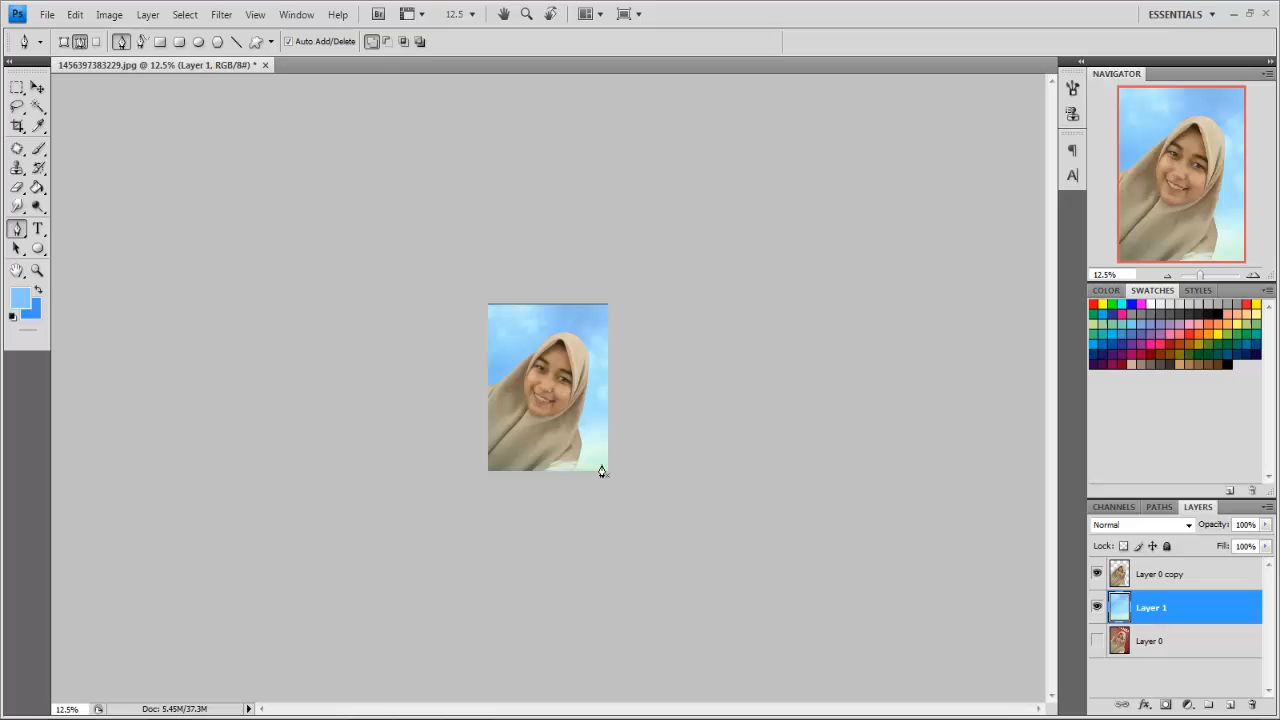 Ps File Edit Image Layer Select Filter View Window Help Br 12.5 ESSENTIALS
Auto Add/Delete
1456397383229.jpg @ 12.5% (Layer 1, RGB/8#) *
NAVIGATOR
12.5%
COLOR SWATCHES STYLES
CHANNELS PATHS LAYERS
Normal Opacity: 100%
Lock: Fill: 100%
Layer 0 copy
Layer 1
Layer 0
12.5% Doc: 5.45M/37.3M